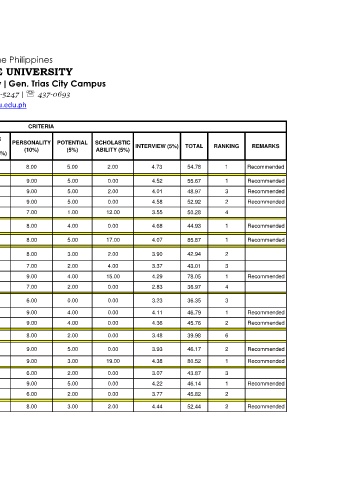 ne Philippines
E UNIVERSITY
y | Gen. Trias City Campus
-5247 | ☏ 437-0693
u.edu.ph
CRITERIA
%) PERSONALITY (10%) POTENTIAL (5%) SCHOLASTIC ABILITY (5%) INTERVIEW (5%) TOTAL RANKING REMARKS
8.00 5.00 2.00 4.73 54.78 1 Recommended
9.00 5.00 0.00 4.52 55.67 1 Recommended
9.00 5.00 2.00 4.01 48.97 3 Recommended
9.00 5.00 0.00 4.58 52.92 2 Recommended
7.00 1.00 12.00 3.55 50.28 4
8.00 4.00 0.00 4.68 44.93 1 Recommended
8.00 5.00 17.00 4.07 85.87 1 Recommended
8.00 3.00 2.00 3.90 42.94 2
7.00 2.00 4.00 3.37 43.01 3
9.00 4.00 15.00 4.29 78.05 1 Recommended
7.00 2.00 0.00 2.83 36.97 4
6.00 0.00 0.00 3.23 36.35 3
9.00 4.00 0.00 4.11 46.79 1 Recommended
9.00 4.00 0.00 4.36 45.76 2 Recommended
8.00 2.00 0.00 3.48 39.98 6
9.00 5.00 0.00 3.93 46.17 2 Recommended
9.00 3.00 19.00 4.38 80.52 1 Recommended
6.00 2.00 0.00 3.07 43.87 3
9.00 5.00 0.00 4.22 46.14 1 Recommended
6.00 2.00 0.00 3.77 45.82 2
8.00 3.00 2.00 4.44 52.44 2 Recommended